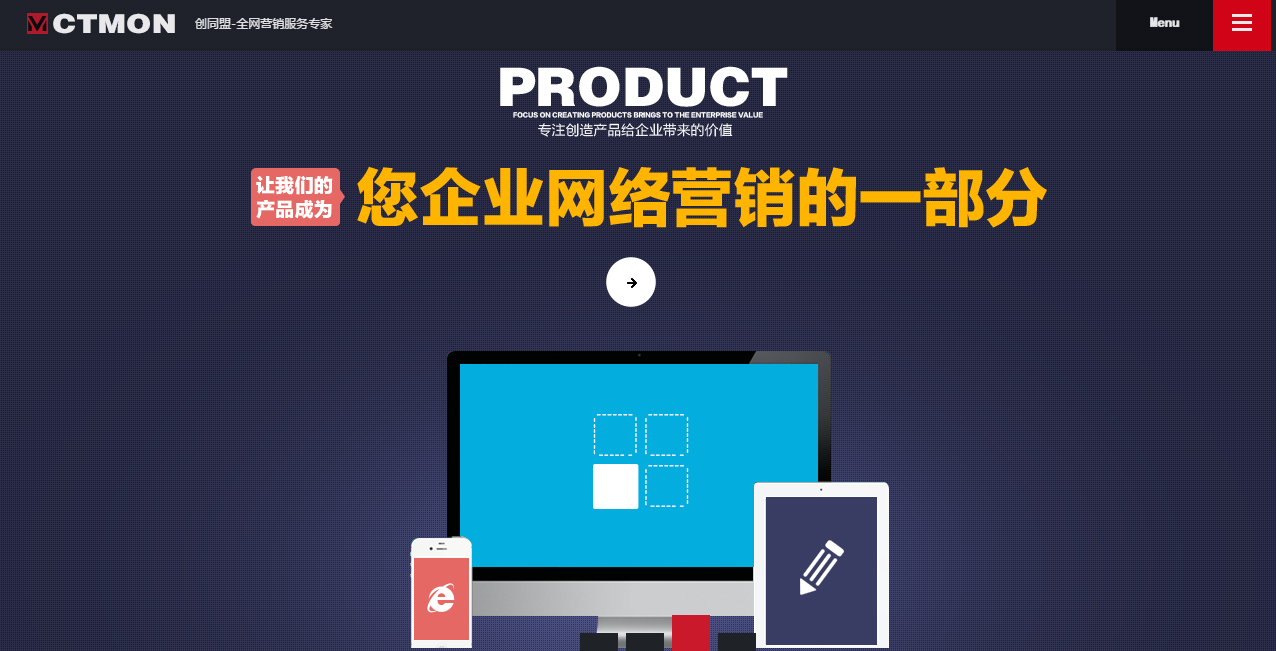 CTMON
创同盟-全网营销服务专家
Menu
PRODUCT
FOCUS ON CREATING PRODUCTS BRINGS TO THE ENTERPRISE VALUE
专注创造产品给企业带来的价值
让我们的
产品成为
您企业网络营销的一部分